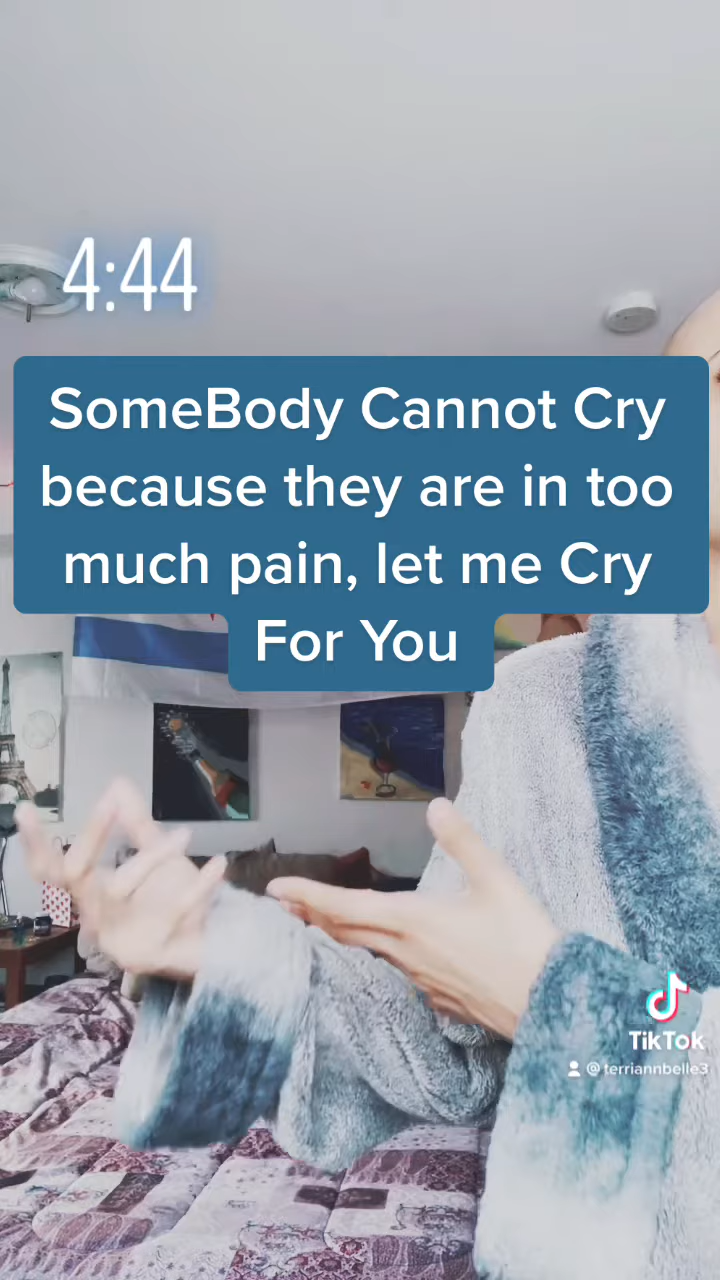 4:44
SomeBody Cannot Cry
because they are in too
much pain, let me Cry
For You
TikTok
@terriannbelle3